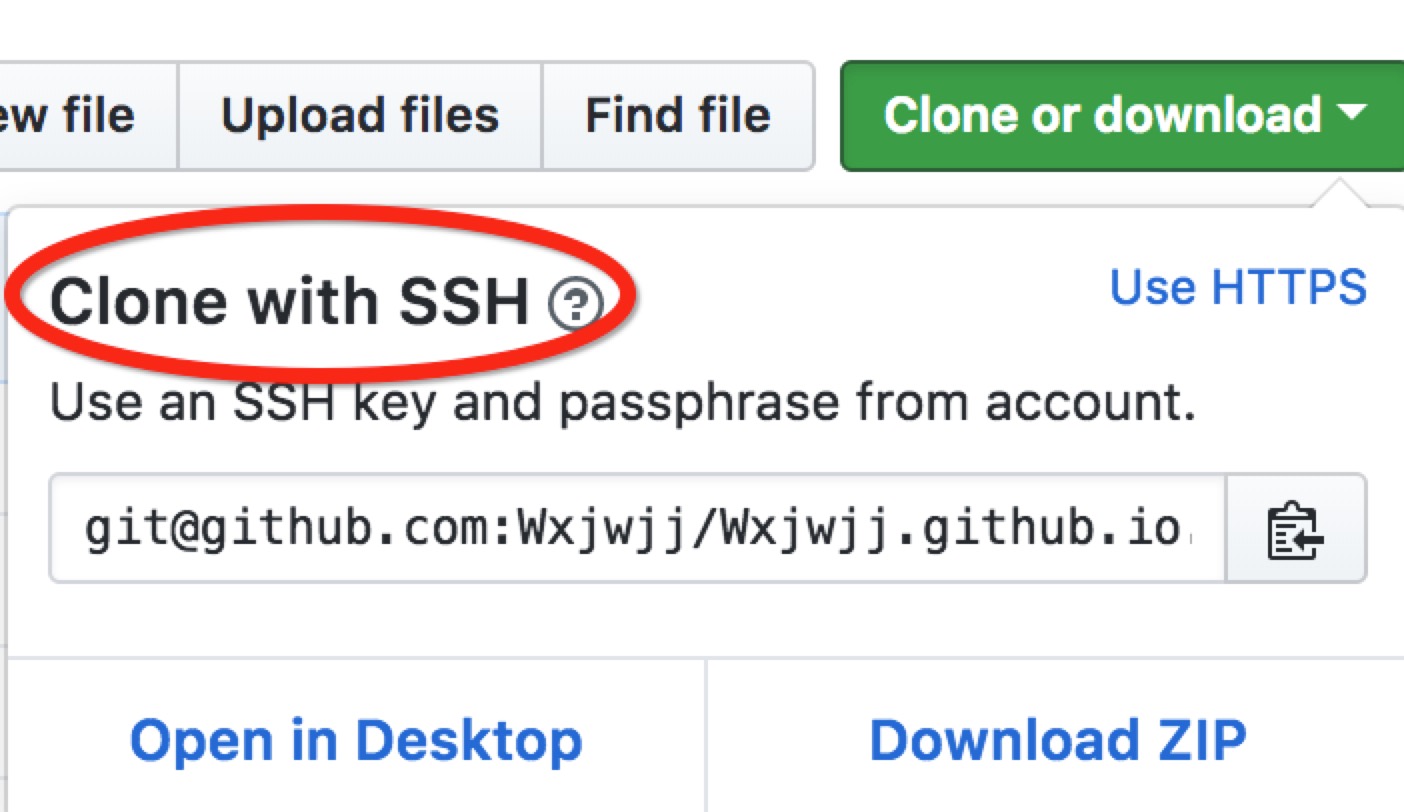 file Upload files Find file Clone or download
Clone with SSH ? Use HTTPS
Use an SSH key and passphrase from account.
git@github.com:Wxjwjj/Wxjwjj.github.io
Open in Desktop Download ZIP